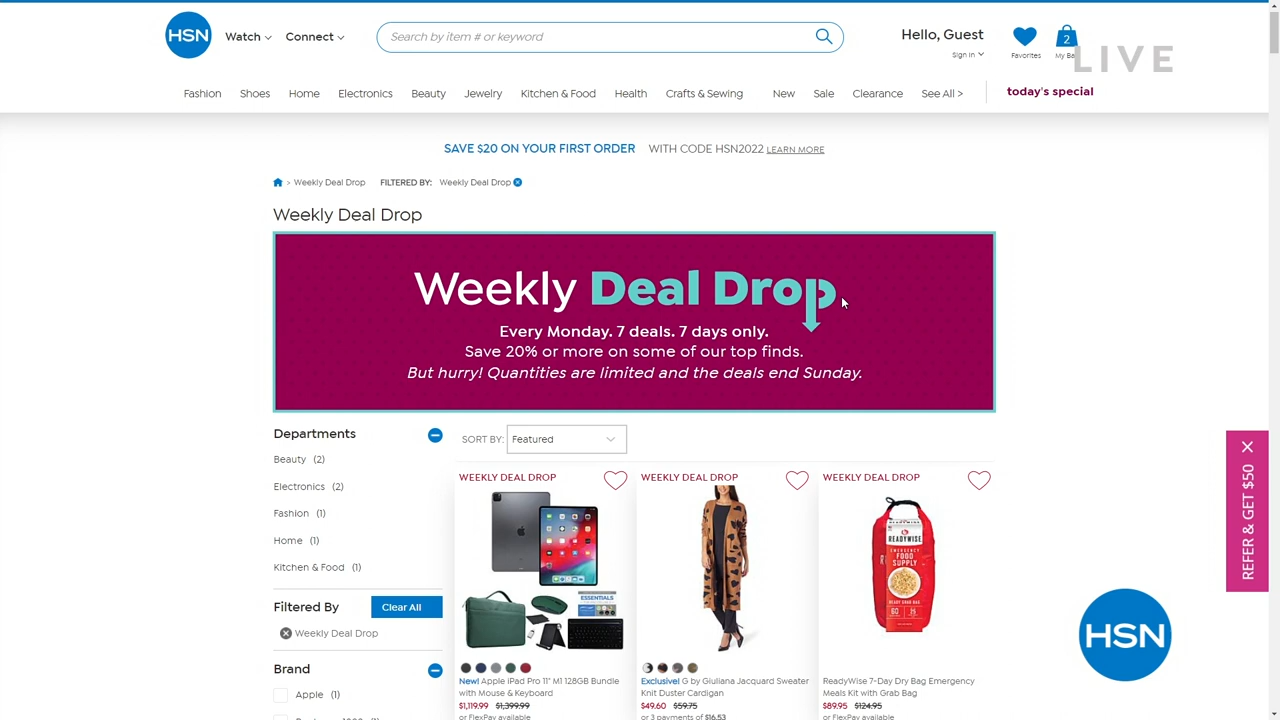 HSN
Watch
Connect
Search by item # or keyword
Hello, Guest
Sign In
Favorites
2
My Ba
LIVE
Fashion Shoes Home Electronics Beauty Jewelry Kitchen & Food Health Crafts & Sewing New Sale Clearance See All > today's special
SAVE $20 ON YOUR FIRST ORDER WITH CODE HSN2022 LEARN MORE
> Weekly Deal Drop FILTERED BY: Weekly Deal Drop
Weekly Deal Drop
Weekly Deal Drop
Every Monday. 7 deals. 7 days only.
Save 20% or more on some of our top finds.
But hurry! Quantities are limited and the deals end Sunday.
Departments
Beauty (2)
Electronics (2)
Fashion (1)
Home (1)
Kitchen & Food (1)
Filtered By
Clear All
Weekly Deal Drop
Brand
Apple (1)
SORT BY: Featured
WEEKLY DEAL DROP
ESSENTIALS
New! Apple iPad Pro 11" M1 128GB Bundle
with Mouse & Keyboard
$1,119.99 $1,399.99
or FlexPay available
WEEKLY DEAL DROP
Exclusive! G by Giuliana Jacquard Sweater
Knit Duster Cardigan
$49.60 $59.75
or 3 payments of $16.53
WEEKLY DEAL DROP
READYWISE
EMERGENCY
FOOD
SUPPLY
ReadyWise 7-Day Dry Bag Emergency
Meals Kit with Grab Bag
$89.95 $124.95
or FlexPay available
REFER & GET $50
HSN